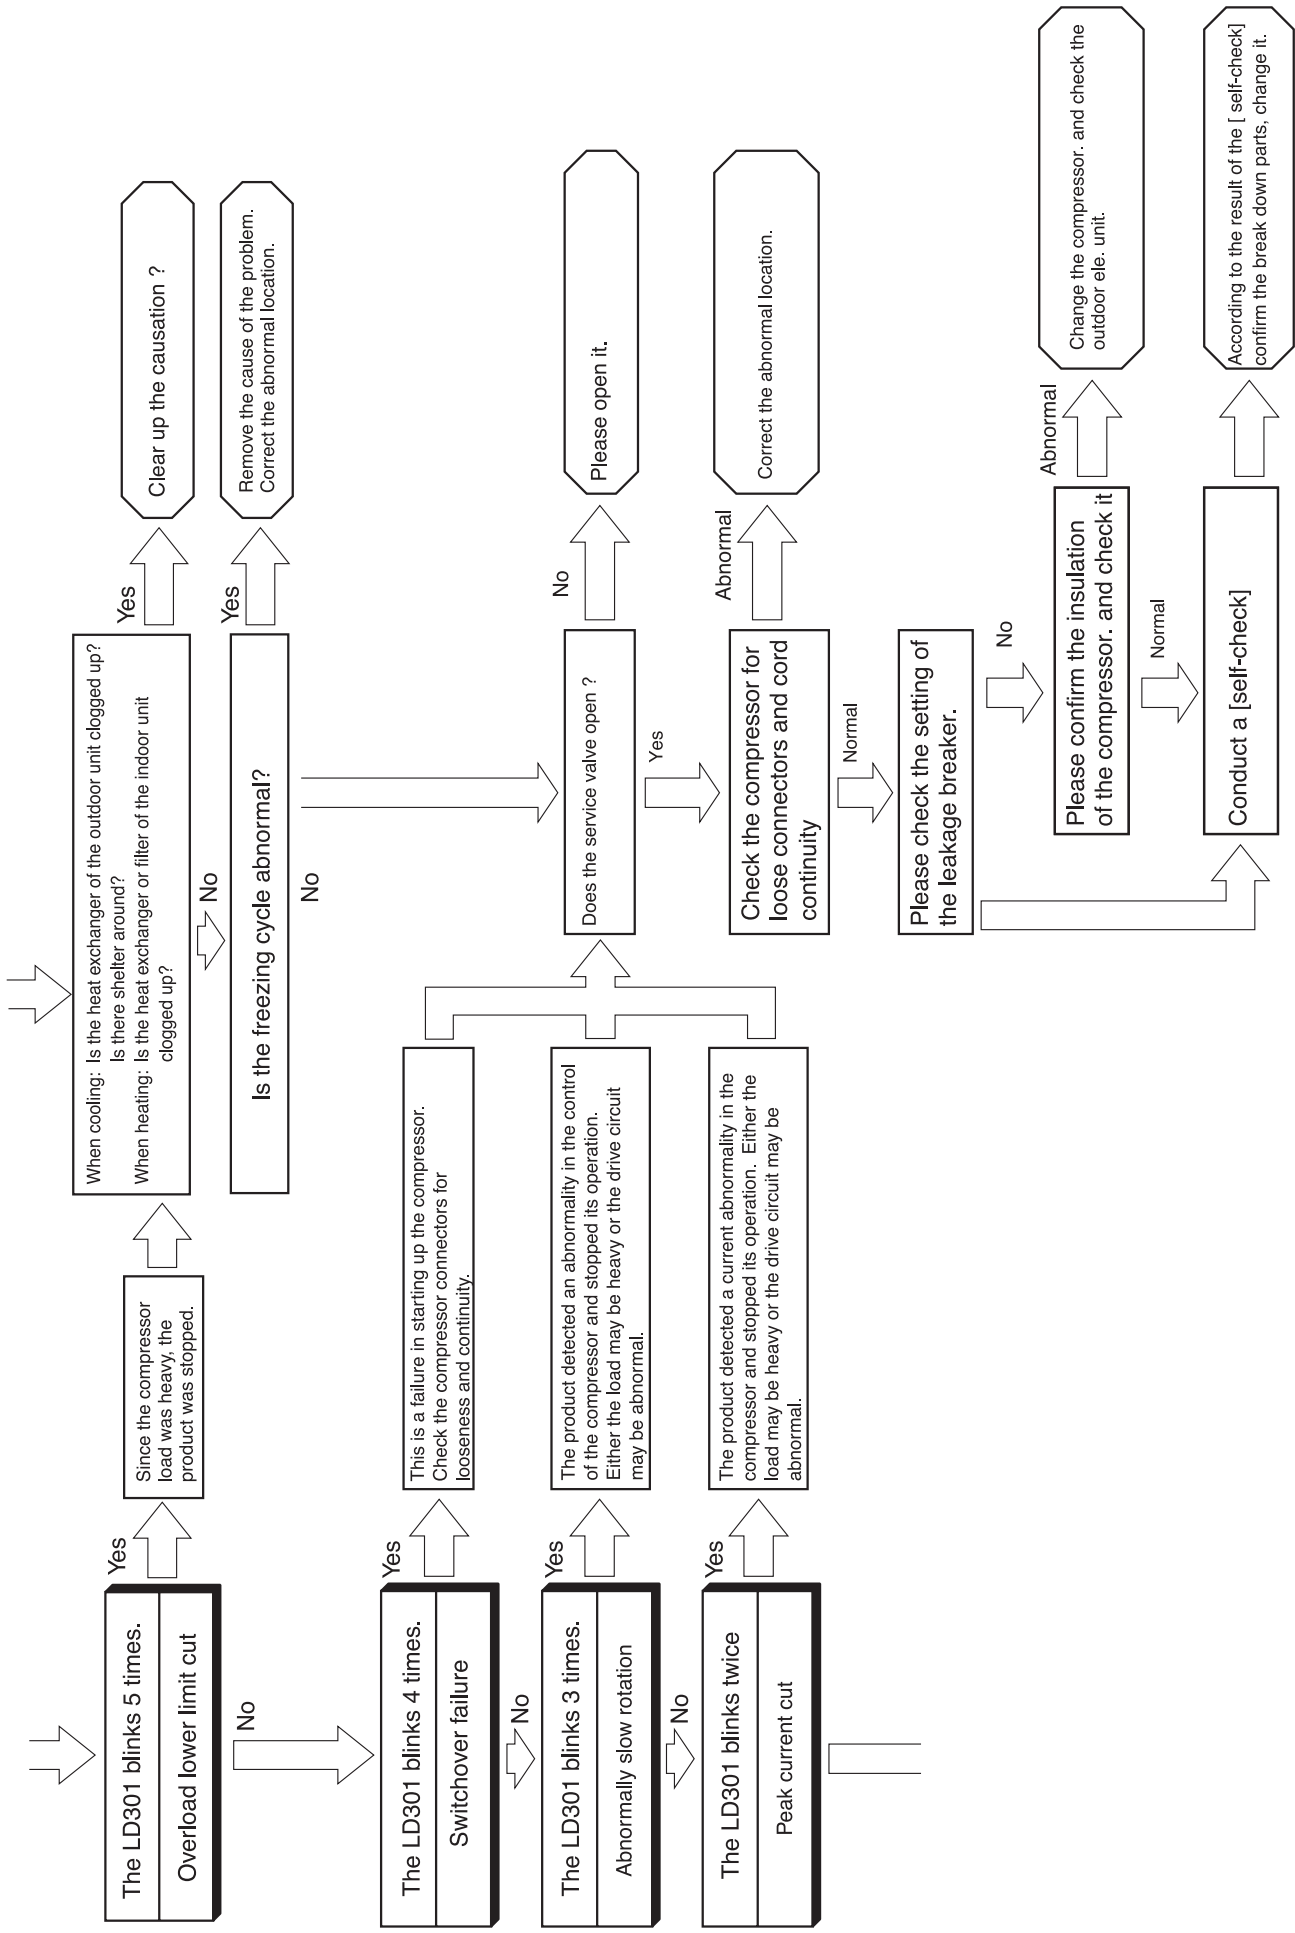 The LD301 blinks 5 times.
Overload lower limit cut
Yes
Since the compressor
load was heavy, the
product was stopped.
When cooling: Is the heat exchanger of the outdoor unit clogged up?
Is there shelter around?
When heating: Is the heat exchanger or filter of the indoor unit
clogged up?
Yes
Clear up the causation ?
No
Is the freezing cycle abnormal?
Yes
Remove the cause of the problem.
Correct the abnormal location.
No
No
The LD301 blinks 4 times.
Switchover failure
Yes
This is a failure in starting up the compressor.
Check the compressor connectors for
looseness and continuity.
No
The LD301 blinks 3 times.
Abnormally slow rotation
Yes
The product detected an abnormality in the control
of the compressor and stopped its operation.
Either the load may be heavy or the drive circuit
may be abnormal.
No
The LD301 blinks twice
Peak current cut
Yes
The product detected a current abnormality in the
compressor and stopped its operation. Either the
load may be heavy or the drive circuit may be
abnormal.
Does the service valve open ?
No
Please open it.
Yes
Check the compressor for
loose connectors and cord
continuity
Abnormal
Correct the abnormal location.
Normal
Please check the setting of
the leakage breaker.
No
Please confirm the insulation
of the compressor. and check it
Abnormal
Change the compressor. and check the
outdoor ele. unit.
Normal
Conduct a [self-check]
According to the result of the [ self-check]
confirm the break down parts, change it.